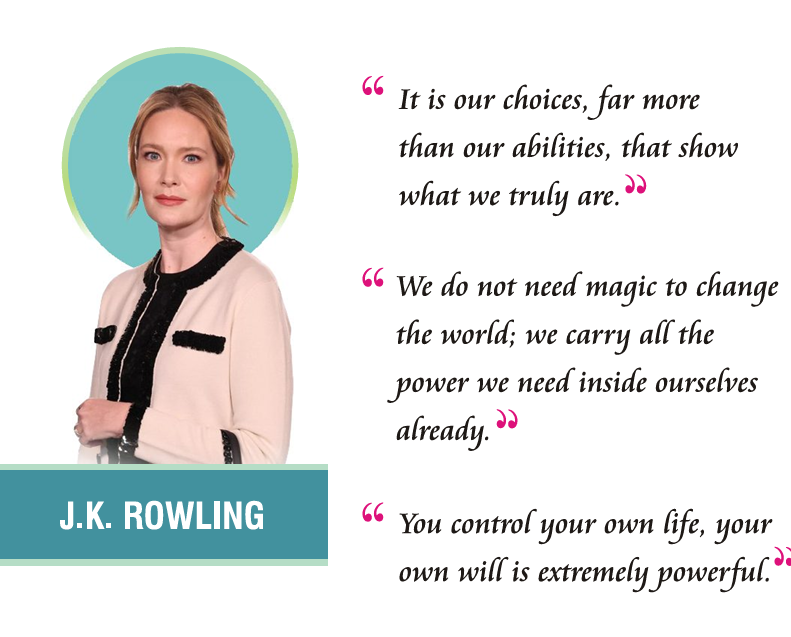 “ It is our choices, far more
than our abilities, that show
what we truly are.”
“ We do not need magic to change
the world; we carry all the
power we need inside ourselves
already.”
J.K. ROWLING
“ You control your own life, your
own will is extremely powerful.”